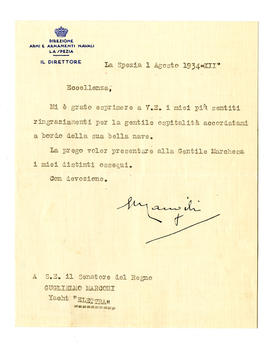 DIREZIONE
ARMI E ARMAMENTI NAVALI
LA SPEZIA
IL DIRETTORE
La Spezia 1 Agosto 1934-XII°
Eccellenza,
Mi è grato esprimere a V.E. i miei più sentiti
ringraziamenti per la gentile ospitalità accordatami
a bordo della sua bella nave.
La prego voler presentare alla Gentile Marchesa
i miei distinti ossequi.
Con devozione.
A S.E. il Senatore del Regno
GUGLIELMO MARCONI
Yacht "ELETTRA"